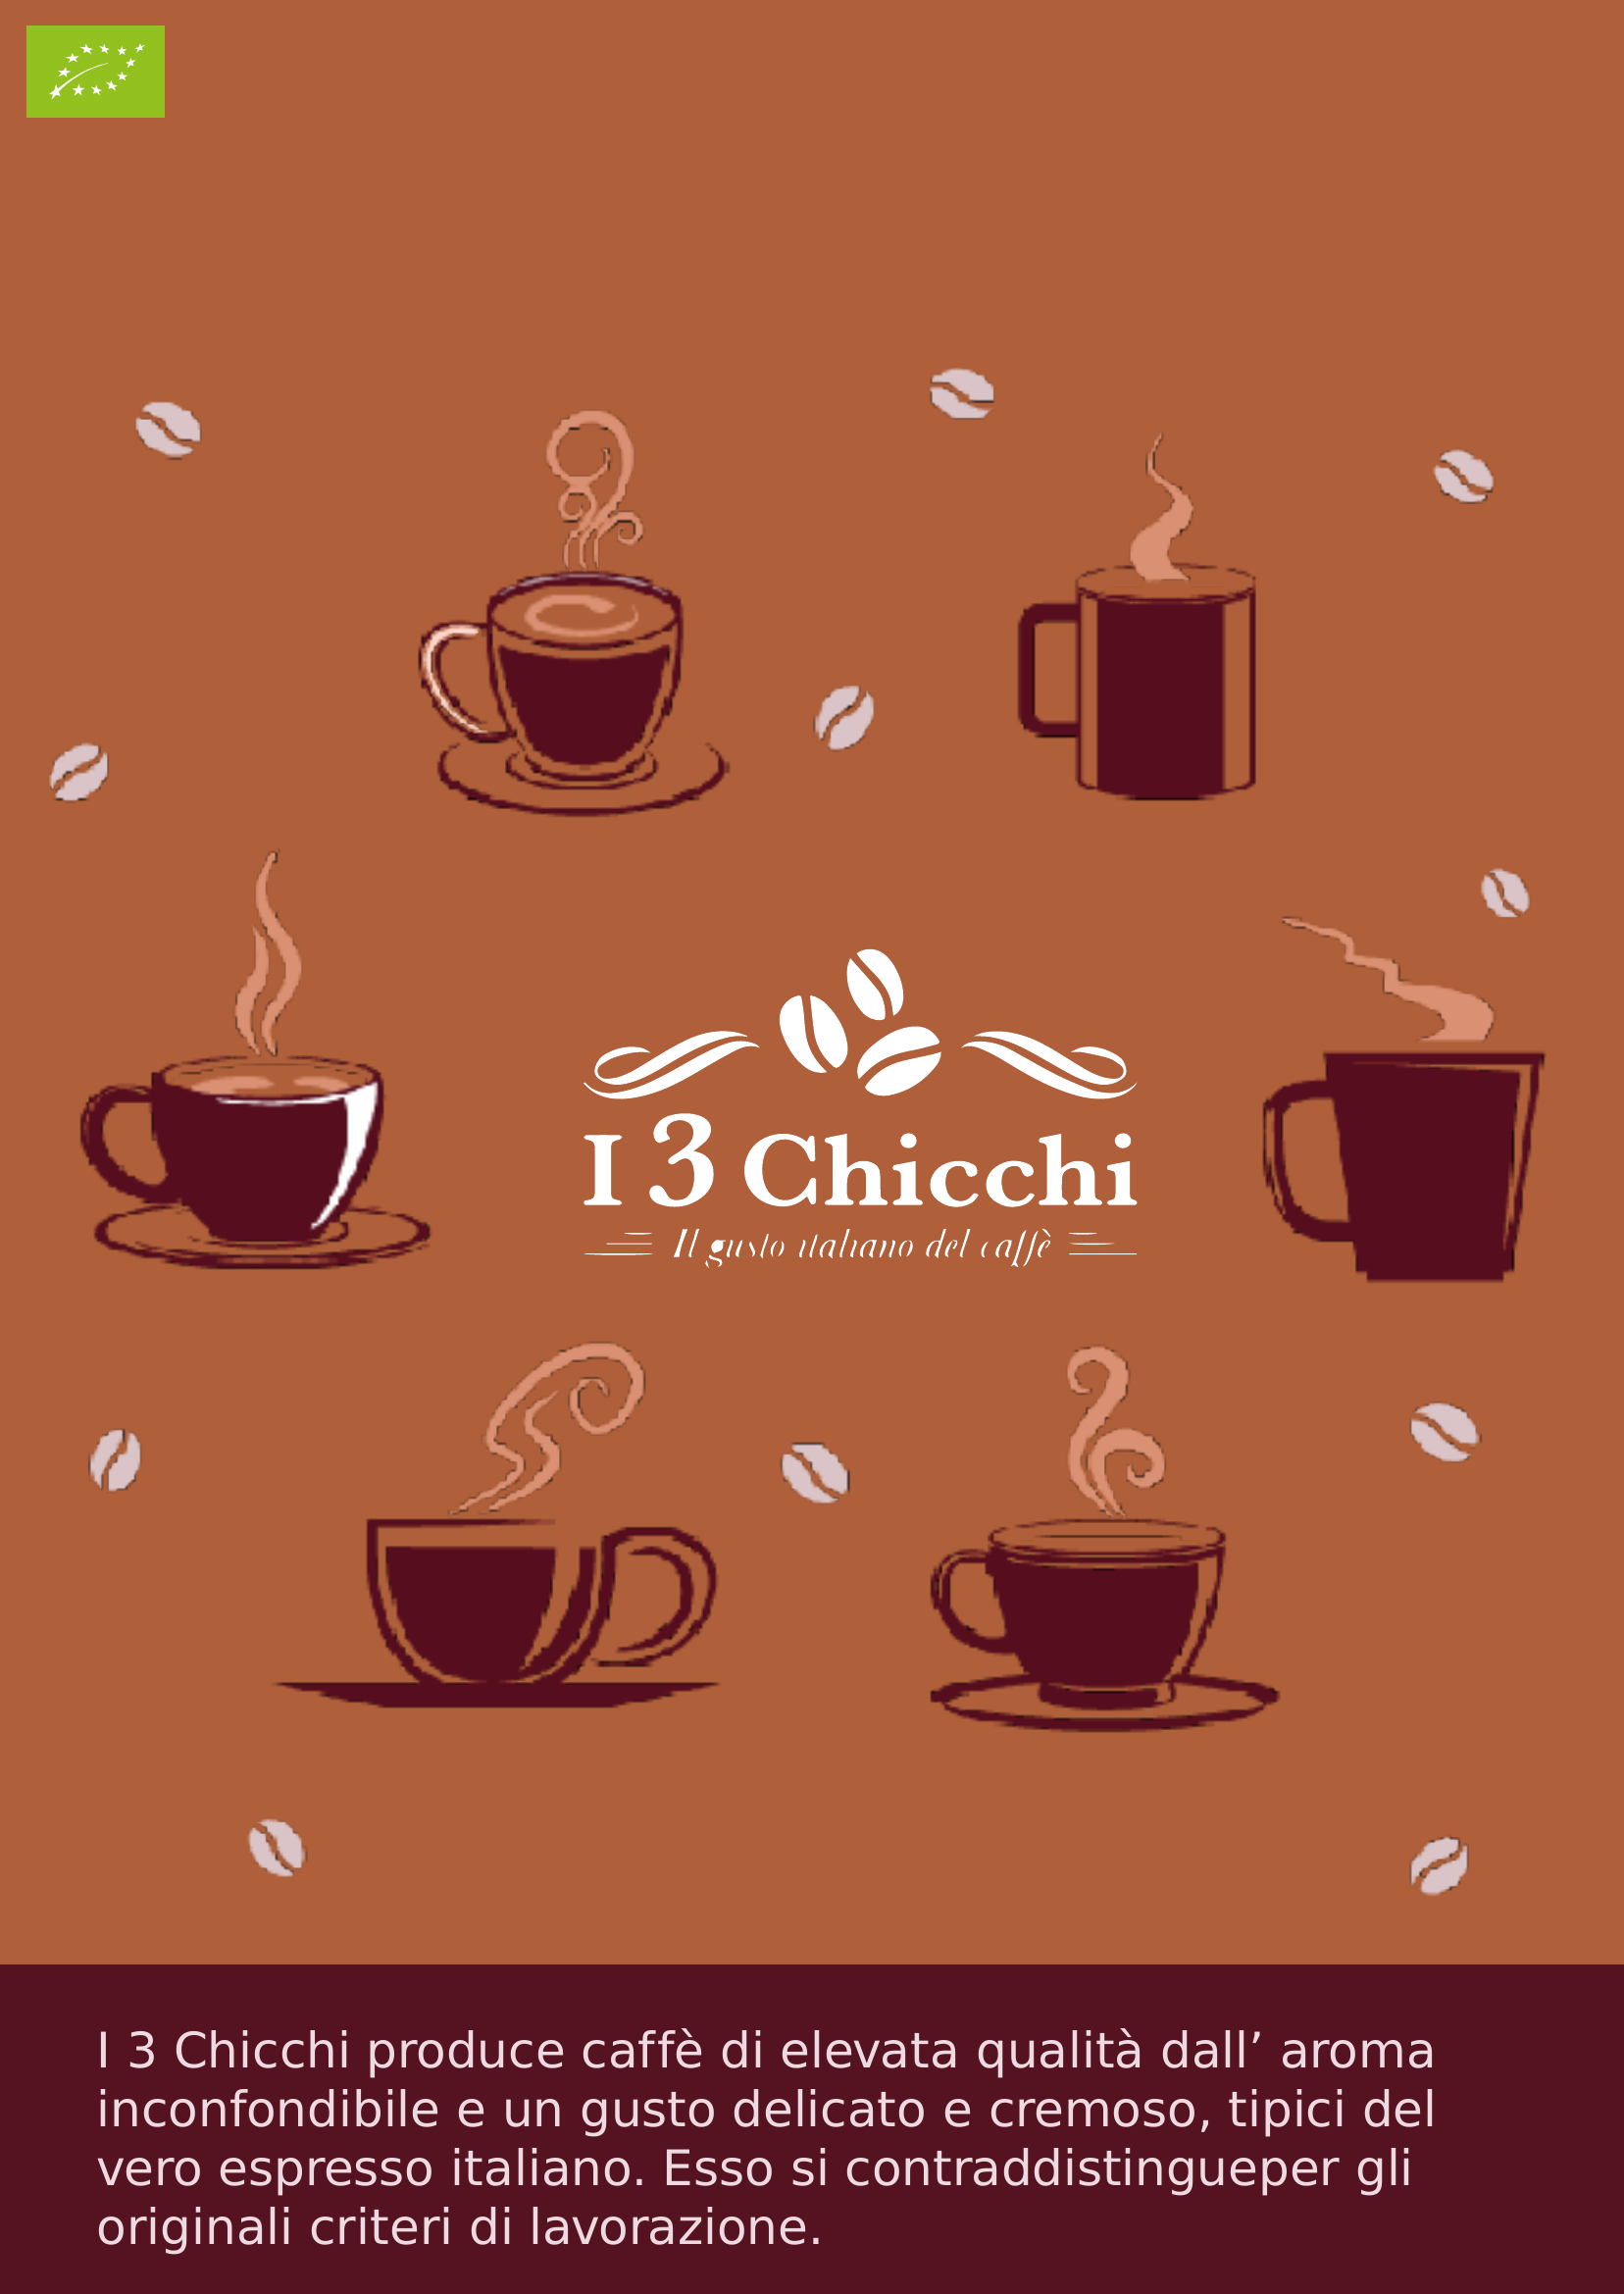 I 3 Chicchi
Il gusto italiano del caffè
I 3 Chicchi produce caffè di elevata qualità dall’ aroma
inconfondibile e un gusto delicato e cremoso, tipici del
vero espresso italiano. Esso si contraddistingueper gli
originali criteri di lavorazione.